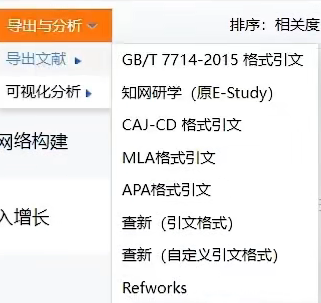 导出与分析
排序：相关度
导出文献
GB/T 7714-2015 格式引文
可视化分析
知网研学（原E-Study）
CAJ-CD 格式引文
网络构建
MLA格式引文
APA格式引文
入增长
查新（引文格式）
查新（自定义引文格式）
Refworks